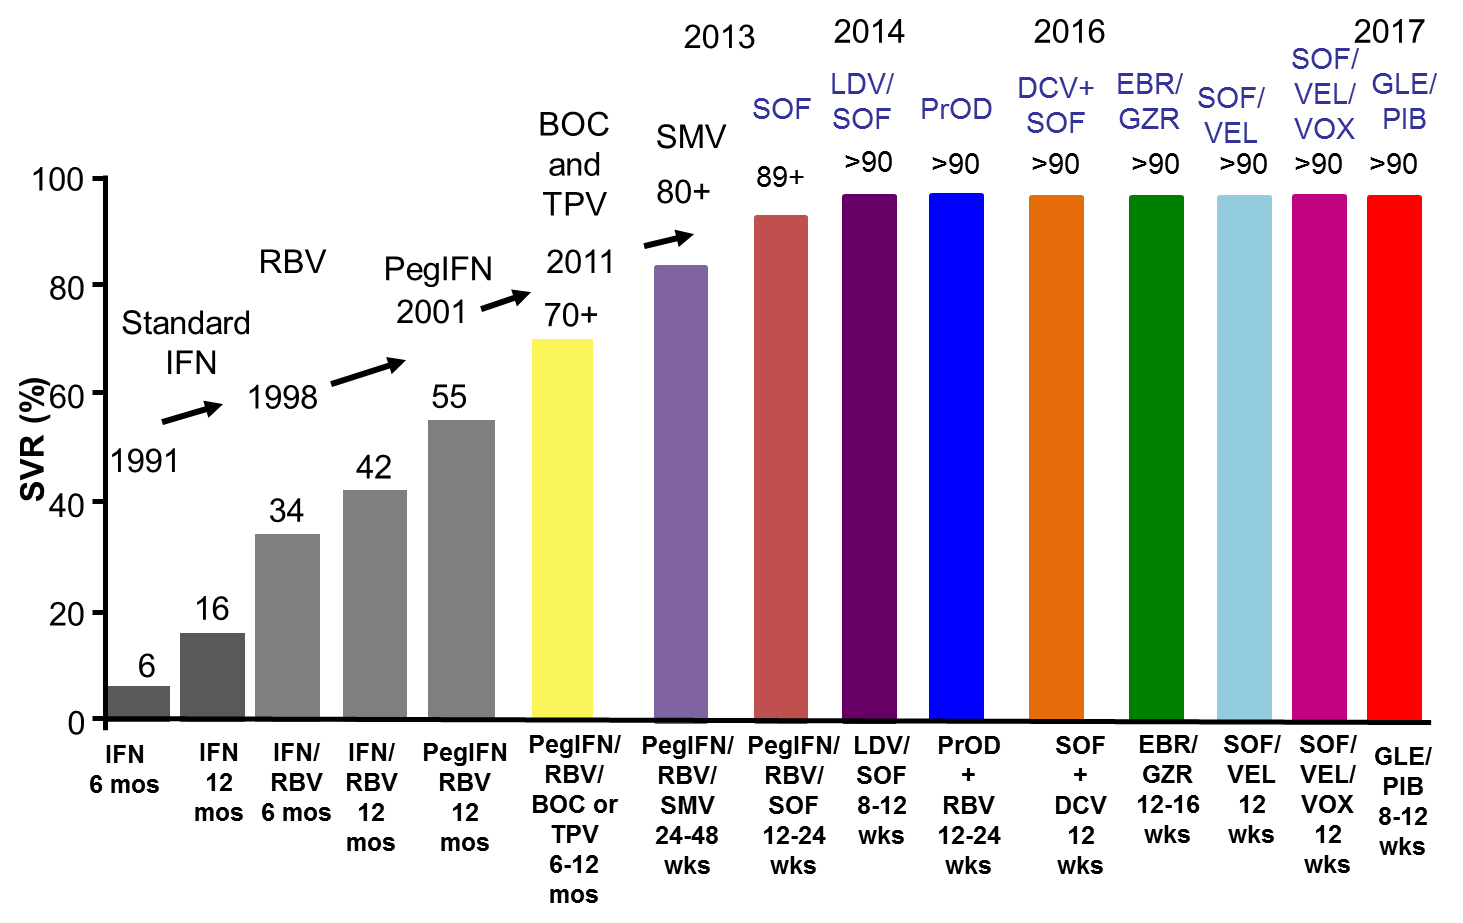 2013
2014
2016
2017
SOF
LDV/
SOF
PrOD
DCV+
SOF
EBR/
GZR
SOF/
VEL
SOF/
VEL/
VOX
GLE/
PIB
BOC
and
TPV
SMV
80+
89+
>90
>90
>90
>90
>90
>90
>90
2011
70+
PegIFN
2001
RBV
1998
Standard
IFN
1991
SVR (%)
100
80
60
40
20
0
6
16
34
42
55
IFN
6 mos
IFN
12
mos
IFN/
RBV
6 mos
IFN/
RBV
12
mos
PegIFN
RBV
12
mos
PegIFN/
RBV/
BOC or
TPV
6-12
mos
PegIFN/
RBV/
SMV
24-48
wks
PegIFN/
RBV/
SOF
12-24
wks
LDV/
SOF
8-12
wks
PrOD
+
RBV
12-24
wks
SOF
+
DCV
12
wks
EBR/
GZR
12-16
wks
SOF/
VEL
12
wks
SOF/
VEL/
VOX
12
wks
GLE/
PIB
8-12
wks